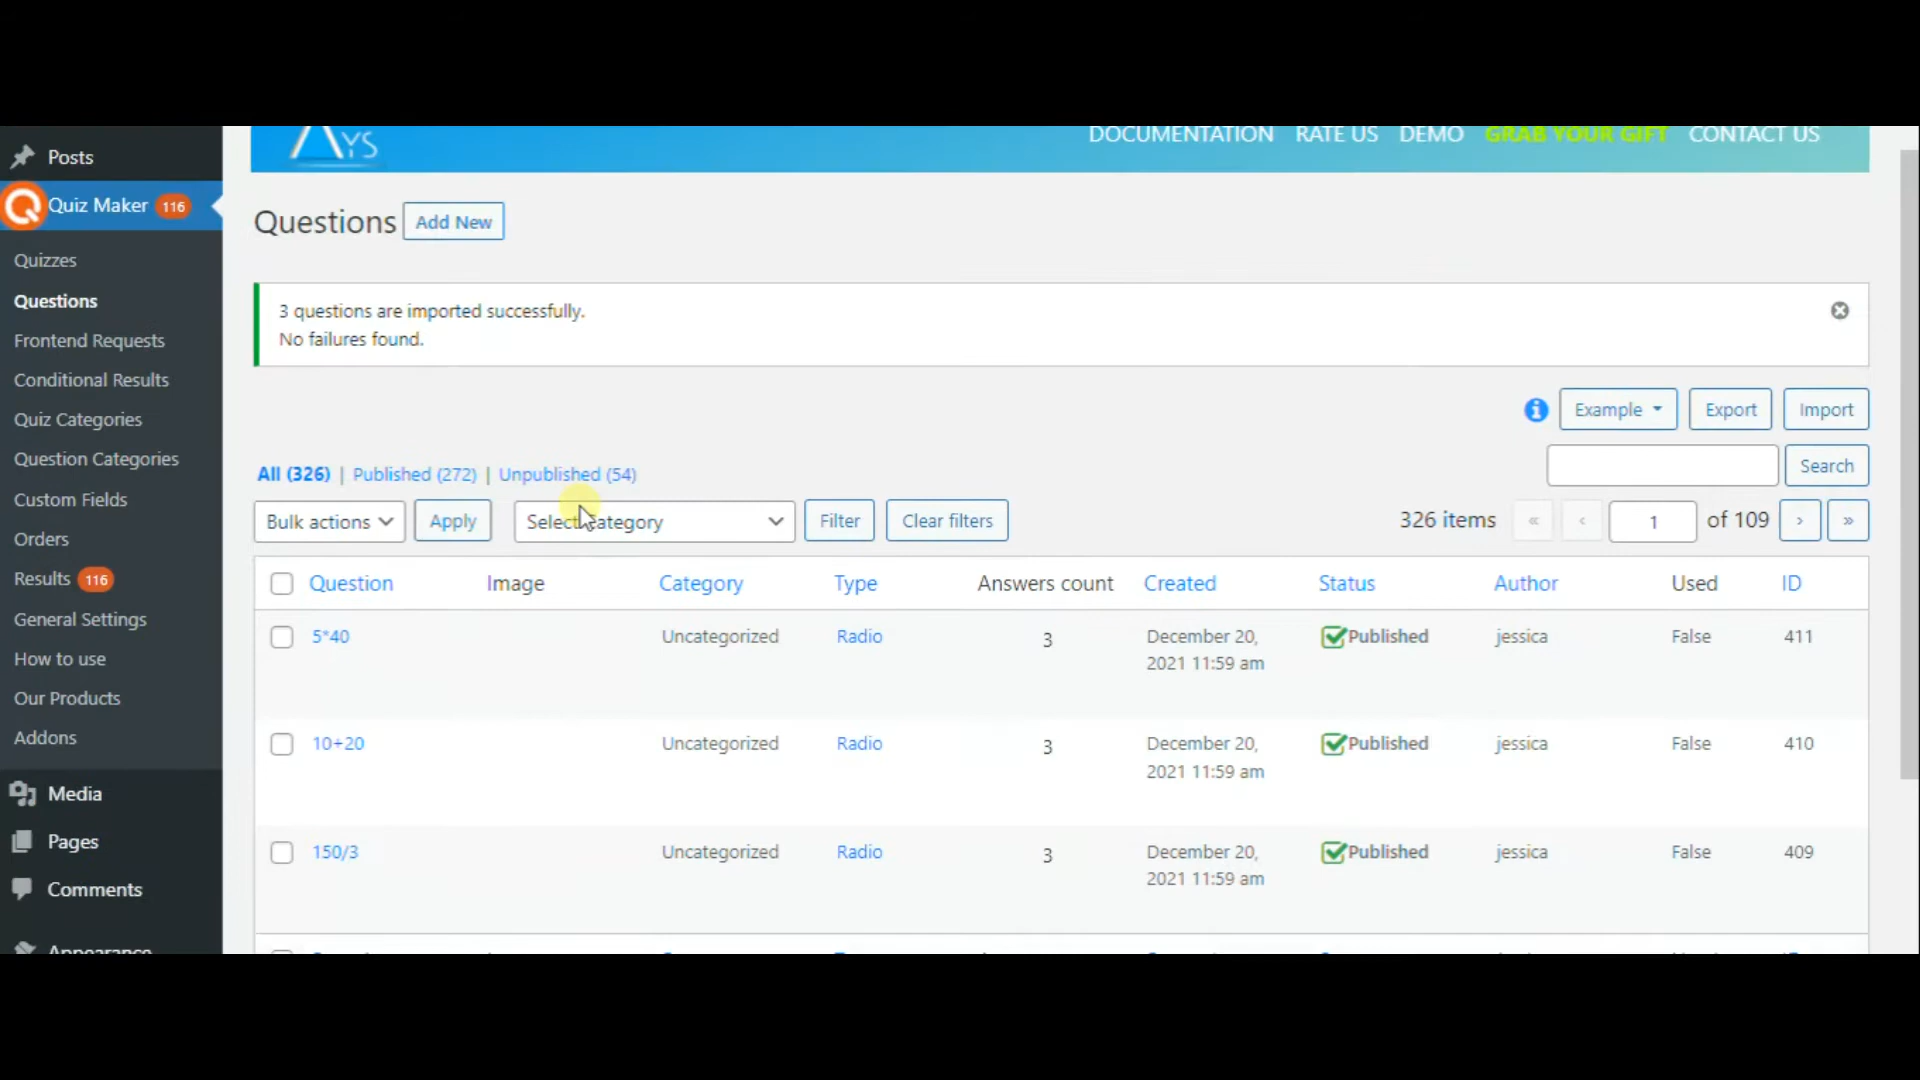 AYS
DOCUMENTATION RATE US DEMO GRAB YOUR GIFT CONTACT US
Posts
Quiz Maker 116
Quizzes
Questions
Frontend Requests
Conditional Results
Quiz Categories
Question Categories
Custom Fields
Orders
Results 116
General Settings
How to use
Our Products
Addons
Media
Pages
Comments
Appearance
Questions Add New
3 questions are imported successfully.
No failures found.
Example Export Import
Search
All (326) | Published (272) | Unpublished (54)
Bulk actions Apply Select Category Filter Clear filters 326 items « ‹ 1 of 109 › »
Question Image Category Type Answers count Created Status Author Used ID
5*40 Uncategorized Radio 3 December 20, 2021 11:59 am Published jessica False 411
10+20 Uncategorized Radio 3 December 20, 2021 11:59 am Published jessica False 410
150/3 Uncategorized Radio 3 December 20, 2021 11:59 am Published jessica False 409